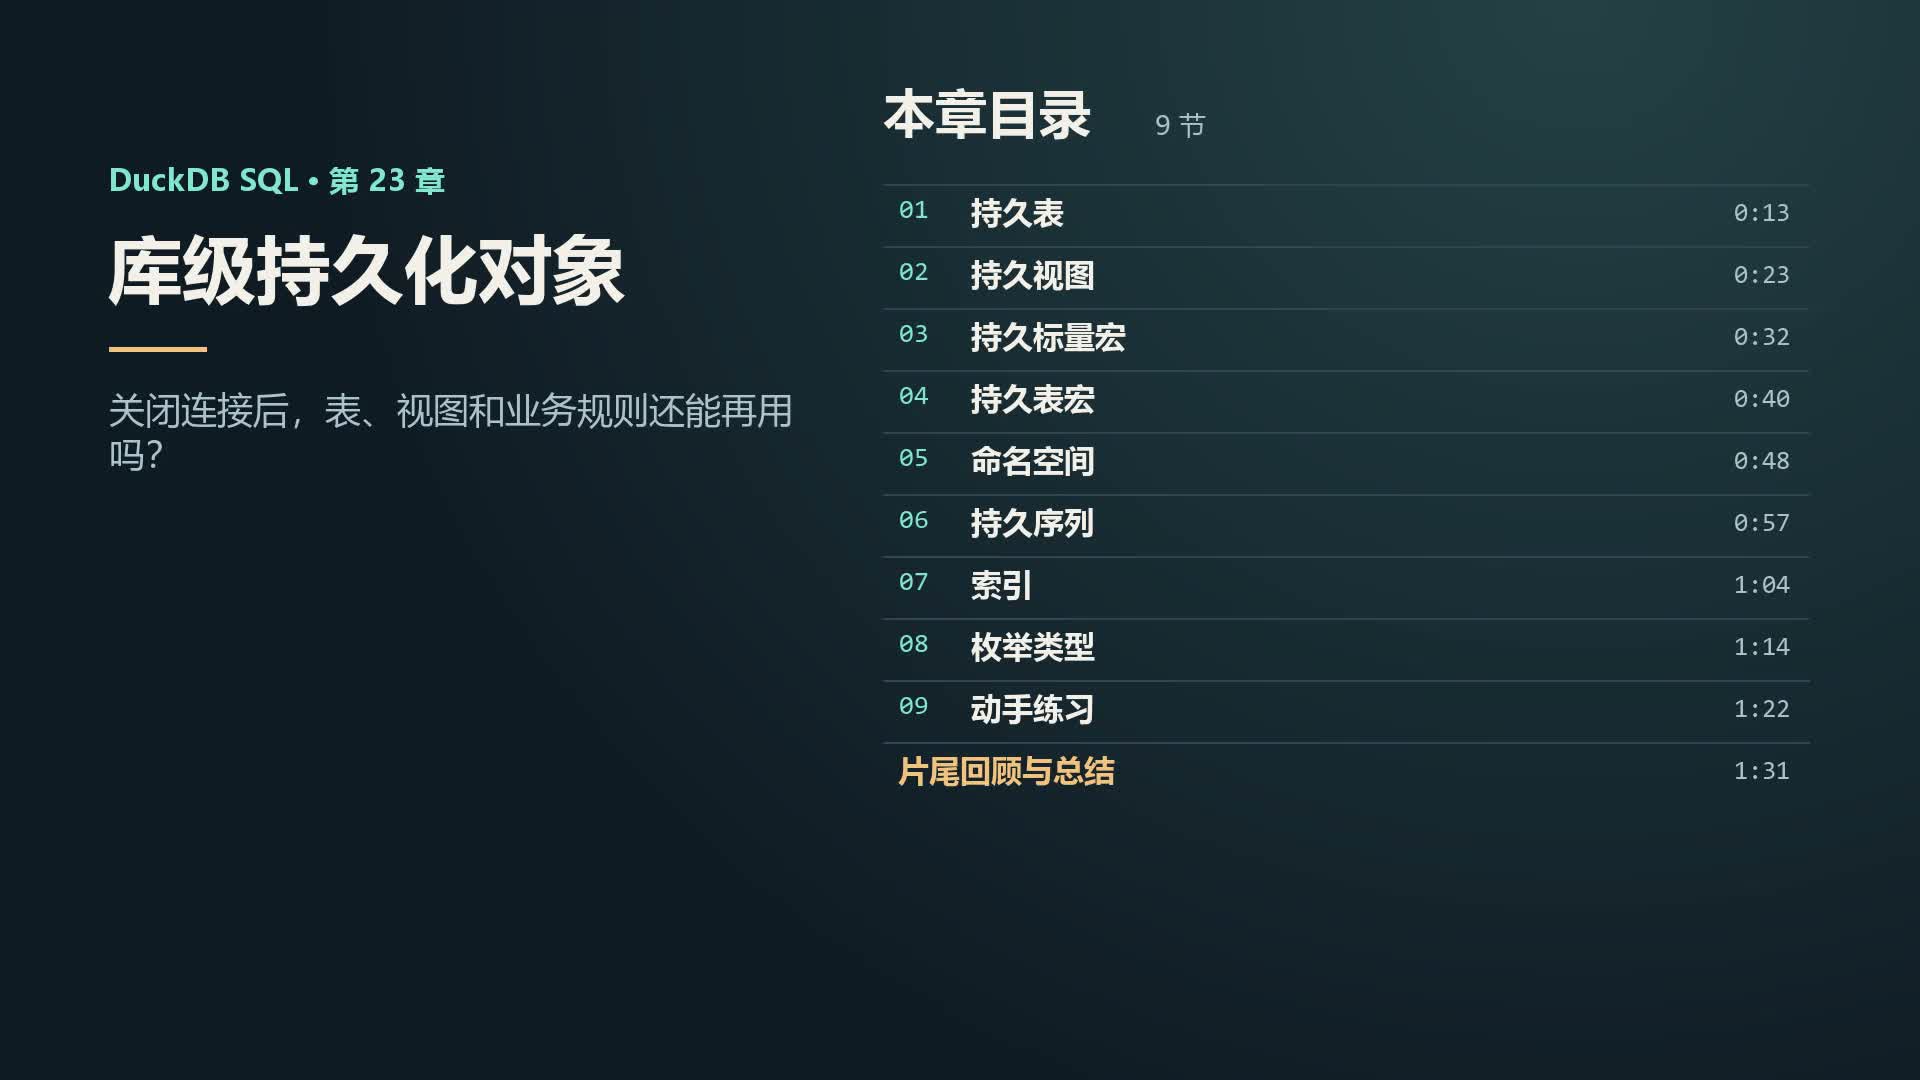 DuckDB SQL • 第 23 章
库级持久化对象
关闭连接后，表、视图和业务规则还能再用
吗？
本章目录 9 节
01 持久表 0:13
02 持久视图 0:23
03 持久标量宏 0:32
04 持久表宏 0:40
05 命名空间 0:48
06 持久序列 0:57
07 索引 1:04
08 枚举类型 1:14
09 动手练习 1:22
片尾回顾与总结 1:31